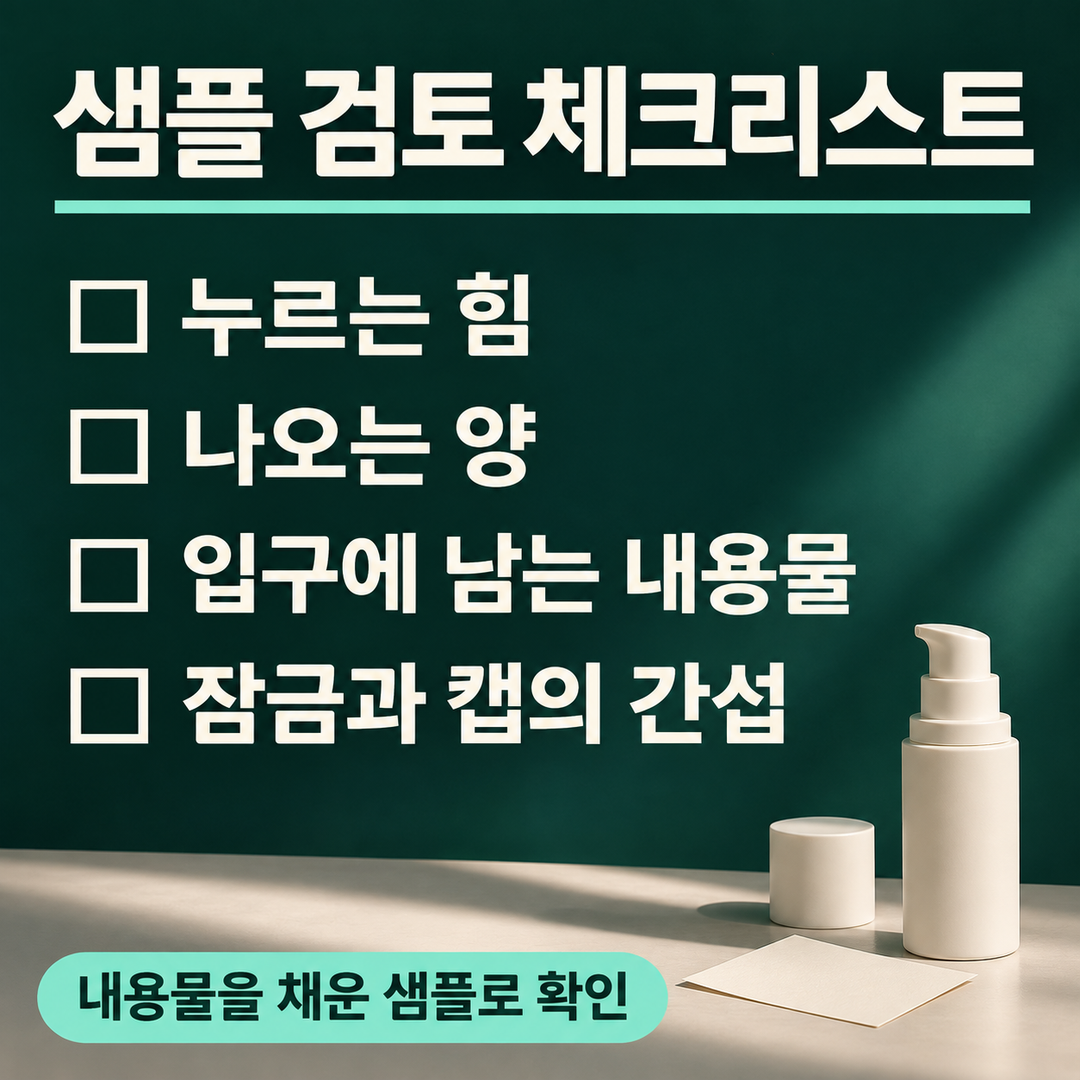 샘플 검토 체크리스트
누르는 힘
나오는 양
입구에 남는 내용물
잠금과 캡의 간섭
내용물을 채운 샘플로 확인